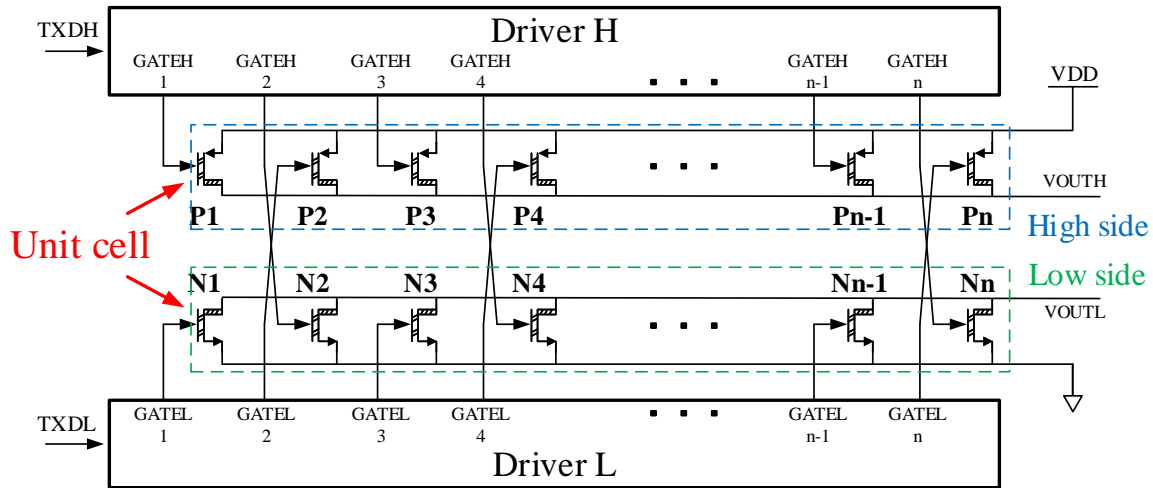 TXDH
Driver H
GATEH GATEH GATEH GATEH GATEH GATEH
1 2 3 4 n-1 n
VDD
VOUTH
P1 P2 P3 P4 Pn-1 Pn
High side
Unit cell
N1 N2 N3 N4 Nn-1 Nn
Low side
VOUTL
TXDL
GATEL GATEL GATEL GATEL GATEL GATEL
1 2 3 4 n-1 n
Driver L